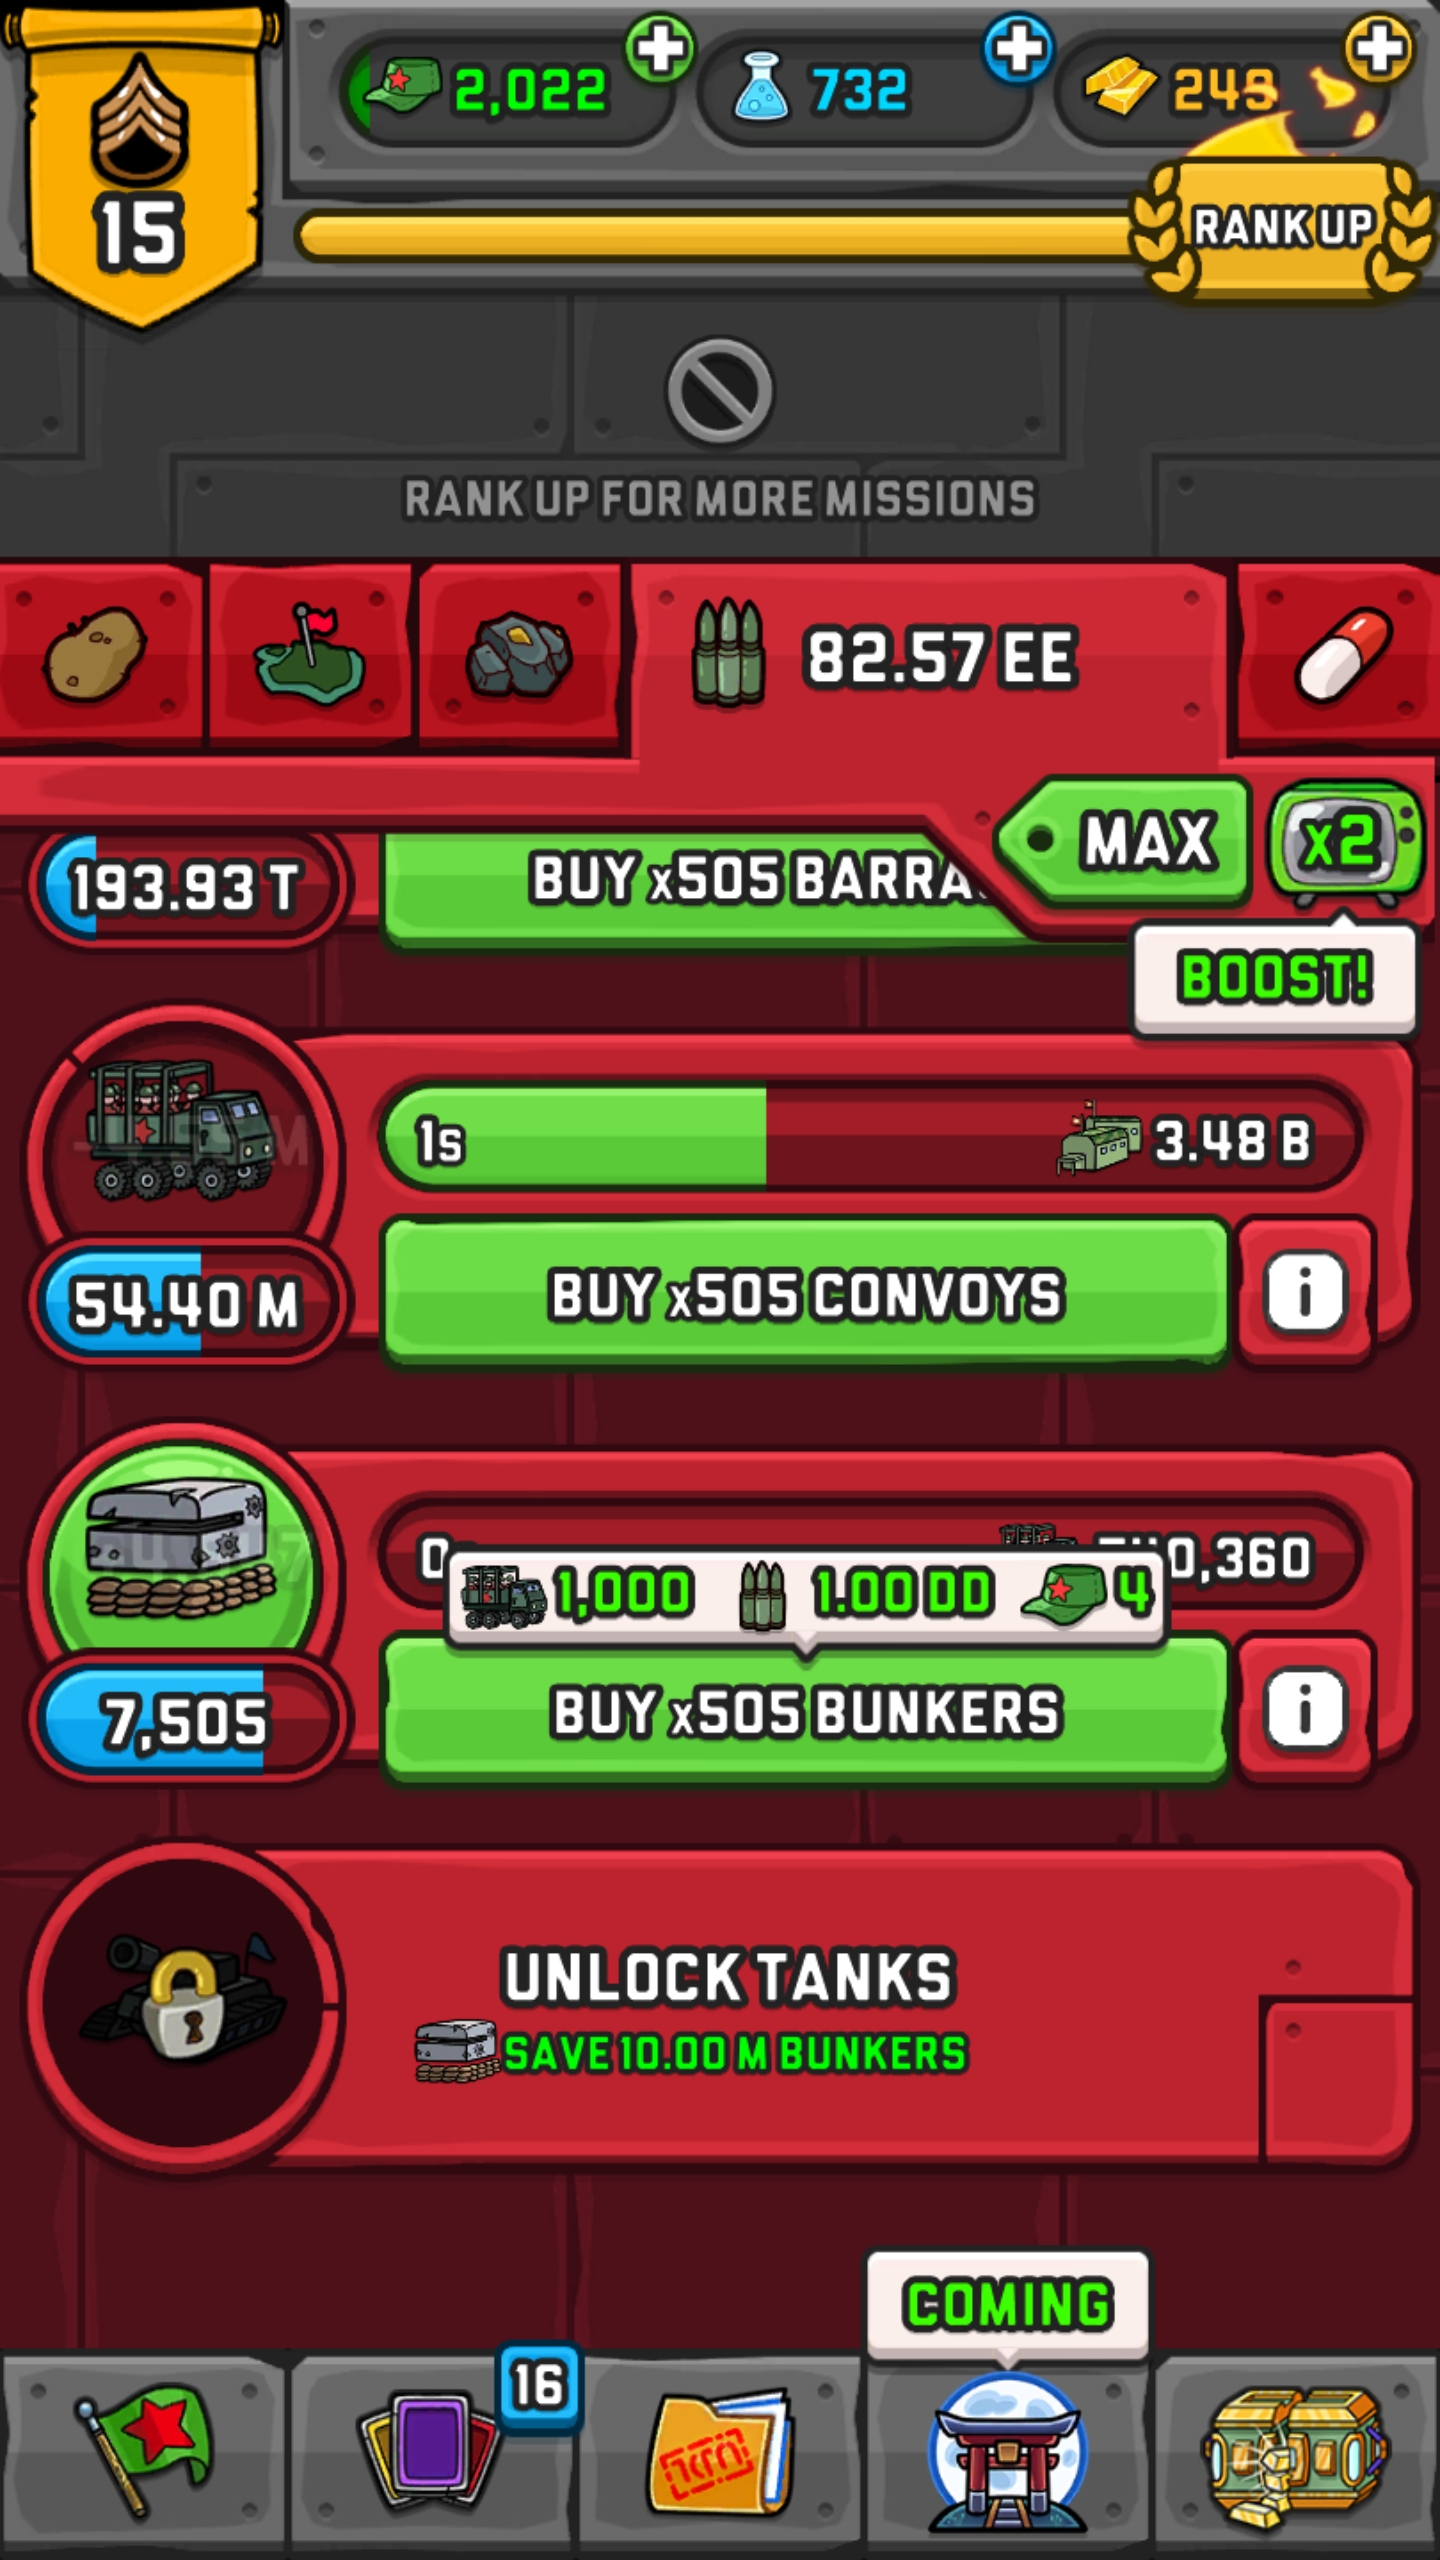 2,022
732
249
15
RANK UP
RANK UP FOR MORE MISSIONS
82.57 EE
MAX
x2
193.93 T
BUY x505
BOOST!
1s
3.48 B
54.40 M
BUY x505 CONVOYS
1,000
1.00 DD
4
7,505
BUY x505 BUNKERS
UNLOCK TANKS
SAVE 10.00 M BUNKERS
COMING
16